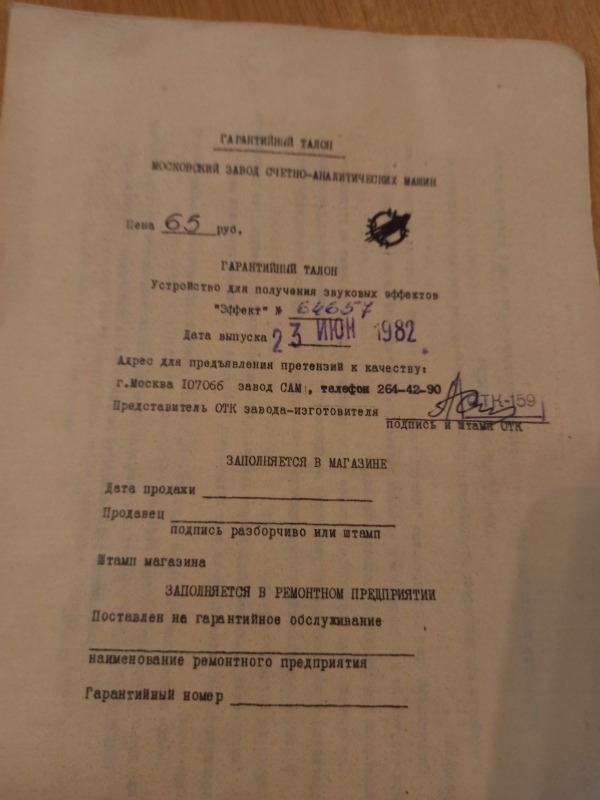 ГАРАНТИЙНЫЙ ТАЛОН
МОСКОВСКИЙ ЗАВОД СЧЕТНО-АНАЛИТИЧЕСКИХ МАШИН
Цена 65 руб.
ГАРАНТИЙНЫЙ ТАЛОН
Устройство для получения звуковых эффектов
"Эффект" № 64657
Дата выпуска 23 ИЮН 1982
Адрес для предъявления претензий к качеству:
г.Москва 107066 завод САМ, телефон 264-42-90
Представитель ОТК завода-изготовителя ОТК-159
подпись и штамп ОТК
ЗАПОЛНЯЕТСЯ В МАГАЗИНЕ
Дата продажи
Продавец
подпись разборчиво или штамп
Штамп магазина
ЗАПОЛНЯЕТСЯ В РЕМОНТНОМ ПРЕДПРИЯТИИ
Поставлен на гарантийное обслуживание
наименование ремонтного предприятия
Гарантийный номер